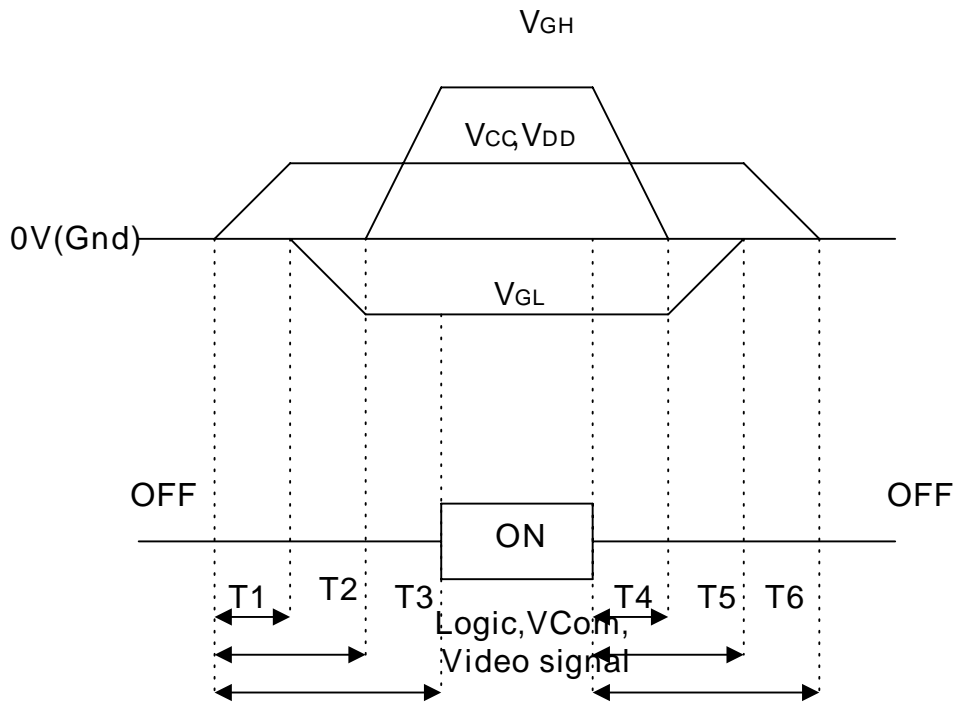 VGH
VCC,VDD
0V(Gnd)
VGL
OFF
OFF
ON
T1
T2
T3
T4
T5
T6
Logic,VCom,
Video signal